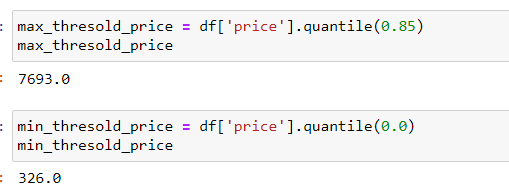 max_thresold_price = df['price'].quantile(0.85)
max_thresold_price
: 7693.0
: min_thresold_price = df['price'].quantile(0.0)
min_thresold_price
: 326.0